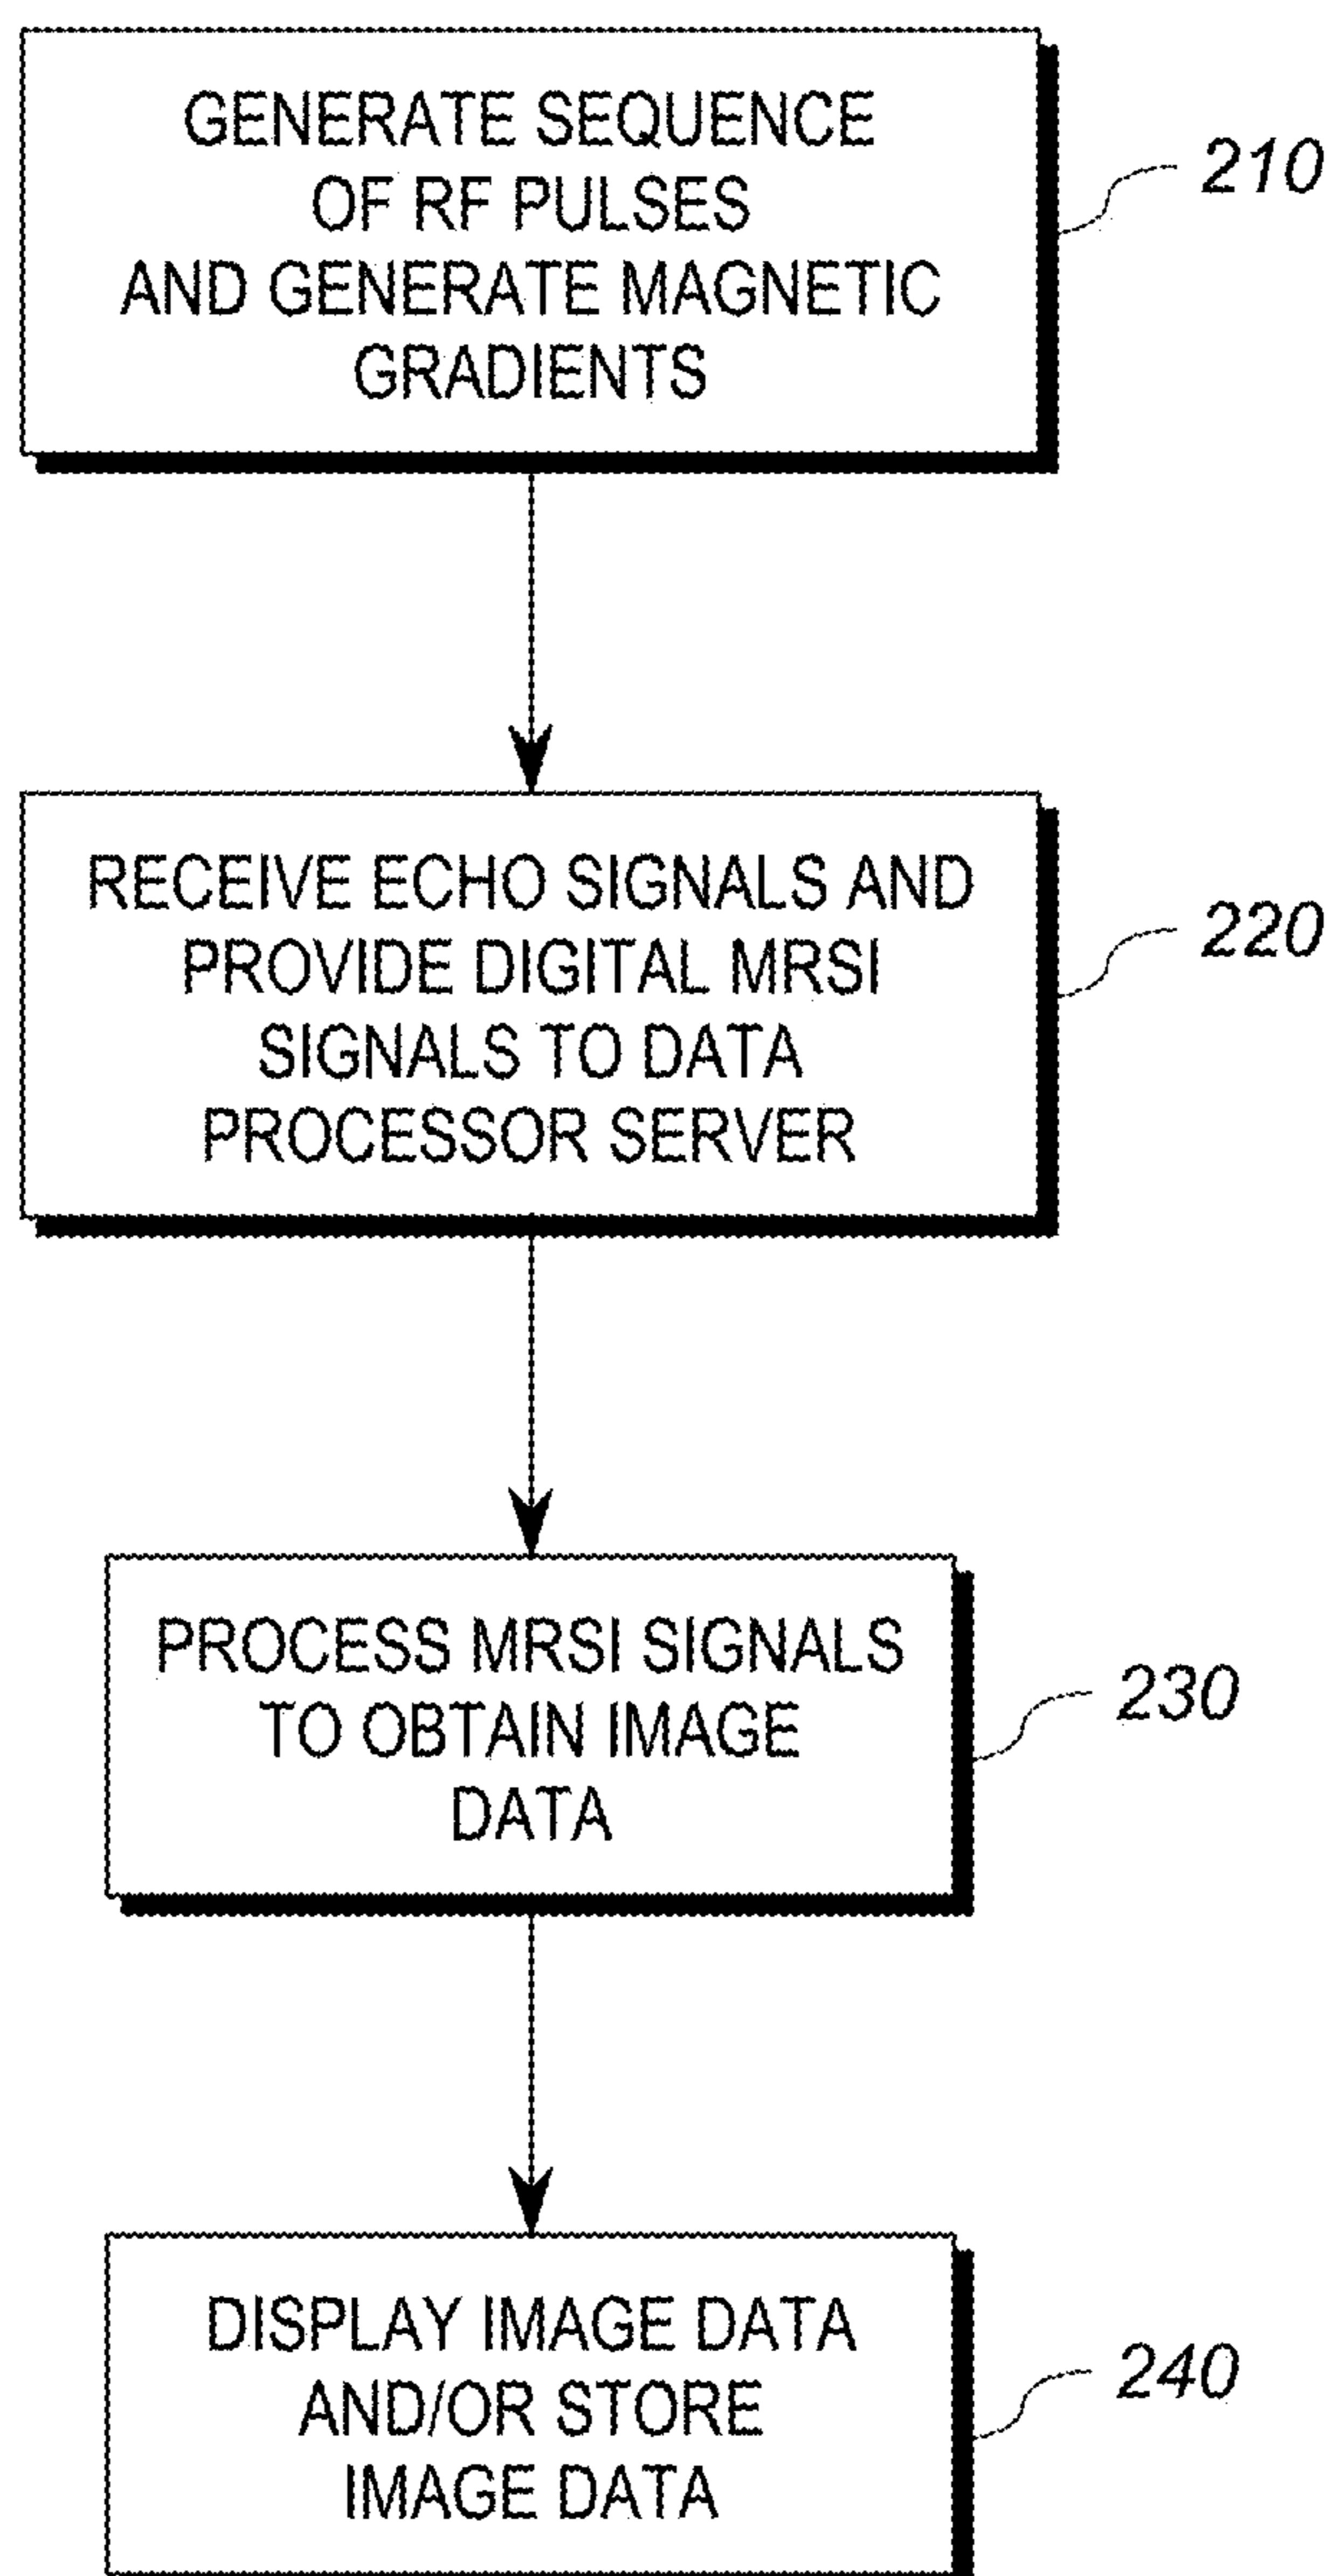 GENERATE SEQUENCE
OF RF PULSES
AND GENERATE MAGNETIC
GRADIENTS
210
RECEIVE ECHO SIGNALS AND
PROVIDE DIGITAL MRSI
SIGNALS TO DATA
PROCESSOR SERVER
220
PROCESS MRSI SIGNALS
TO OBTAIN IMAGE
DATA
230
DISPLAY IMAGE DATA
AND/OR STORE
IMAGE DATA
240